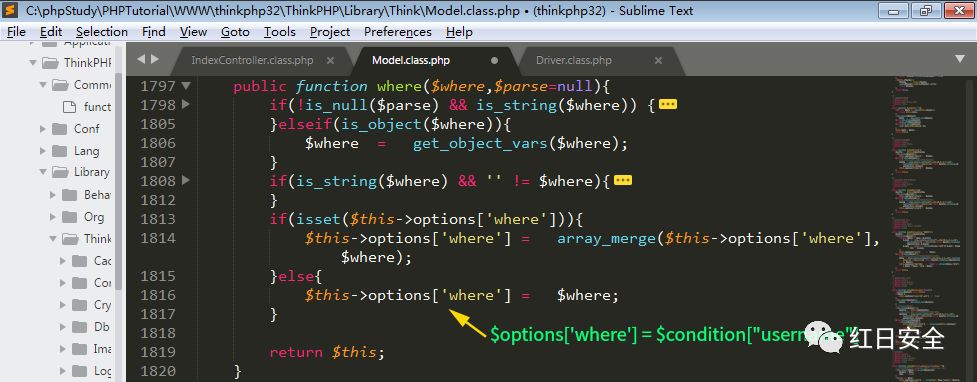 C:\phpStudy\PHPTutorial\WWW\thinkphp32\ThinkPHP\Library\Think\Model.class.php • (thinkphp32) - Sublime Text
File Edit Selection Find View Goto Tools Project Preferences Help
IndexController.class.php
Model.class.php
Driver.class.php
ThinkPHP
Comm
funct
Conf
Lang
Library
Beha
Org
Think
Cac
Cry
Db
Ima
Log
1797 public function where($where,$parse=null){
1798 if(!is_null($parse) && is_string($where)) {
1805 }elseif(is_object($where)){
1806 $where = get_object_vars($where);
1807 }
1808 if(is_string($where) && '' != $where){
1812 }
1813 if(isset($this->options['where'])){
1814 $this->options['where'] = array_merge($this->options['where'],
$where);
1815 }else{
1816 $this->options['where'] = $where;
1817 }
1818
$options['where'] = $condition["username"]
1819 return $this;
1820 }
红日安全